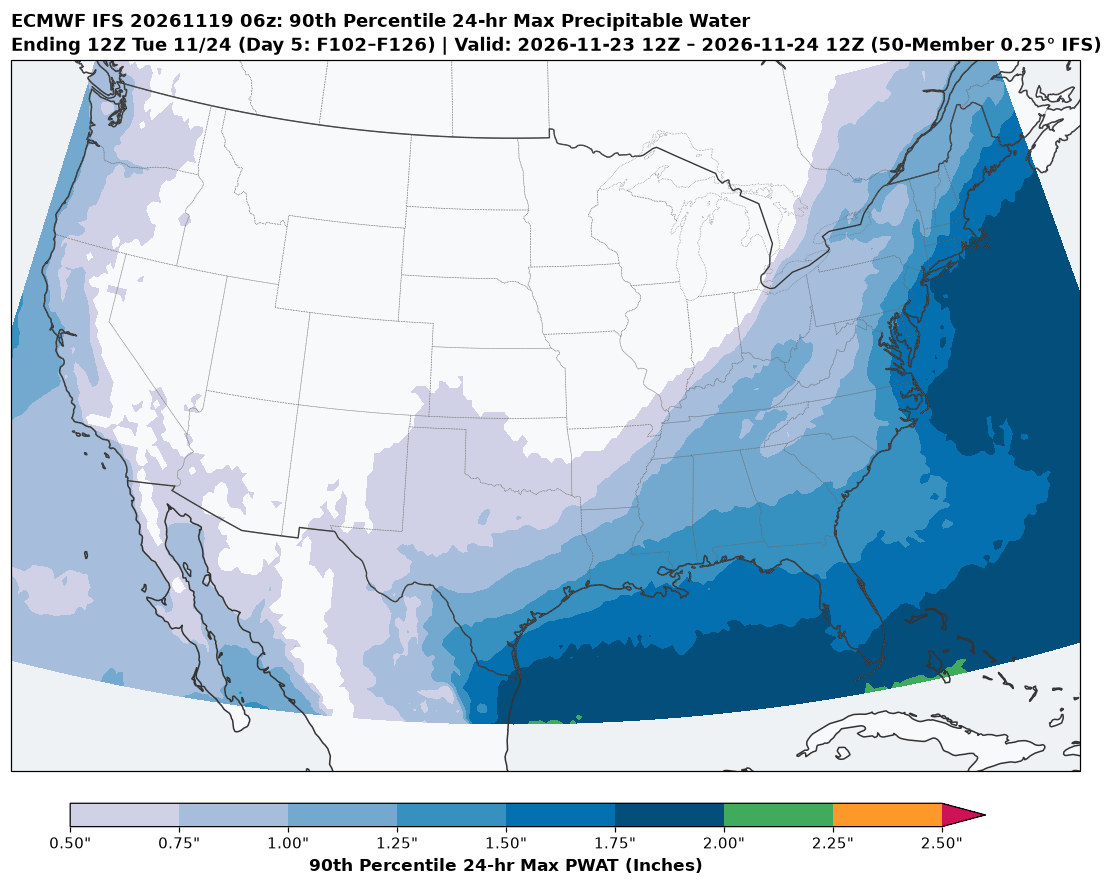 ECMWF IFS 20261119 06z: 90th Percentile 24-hr Max Precipitable Water
Ending 12Z Tue 11/24 (Day 5: F102–F126) | Valid: 2026-11-23 12Z – 2026-11-24 12Z (50-Member 0.25° IFS)
0.50" 0.75" 1.00" 1.25" 1.50" 1.75" 2.00" 2.25" 2.50"
90th Percentile 24-hr Max PWAT (Inches)